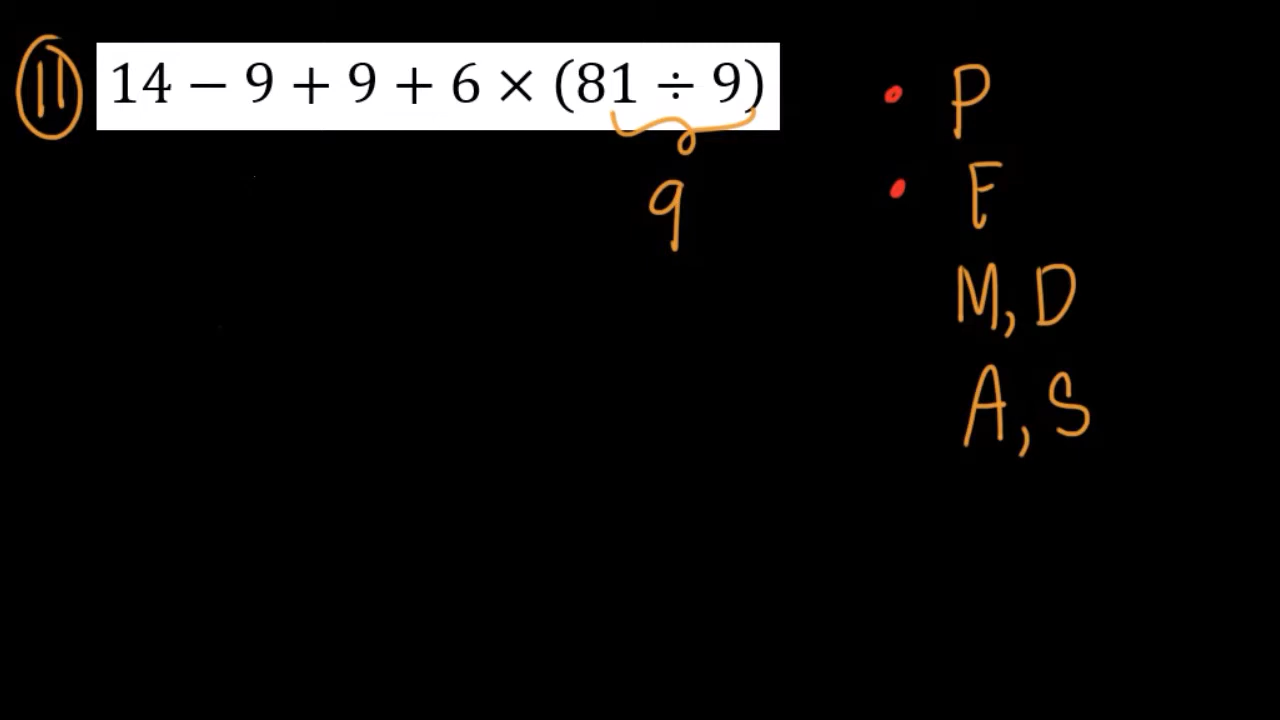 11 14 − 9 + 9 + 6 × (81 ÷ 9)
9
P
E
M, D
A, S